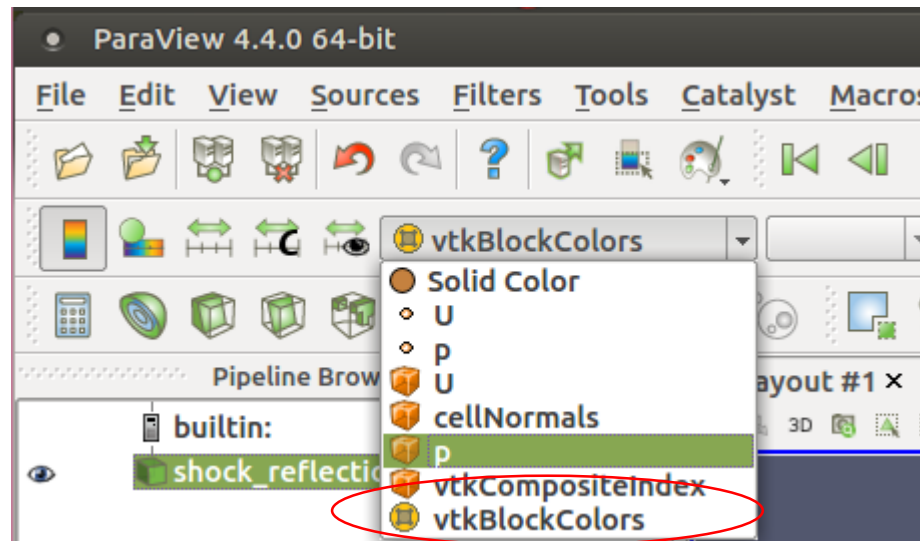 ParaView 4.4.0 64-bit
File Edit View Sources Filters Tools Catalyst Macros
C vtkBlockColors
Solid Color
U
p
U
cellNormals
p
vtkCompositeIndex
vtkBlockColors
Pipeline Brow
ayout #1
3D
builtin:
shock_reflectio